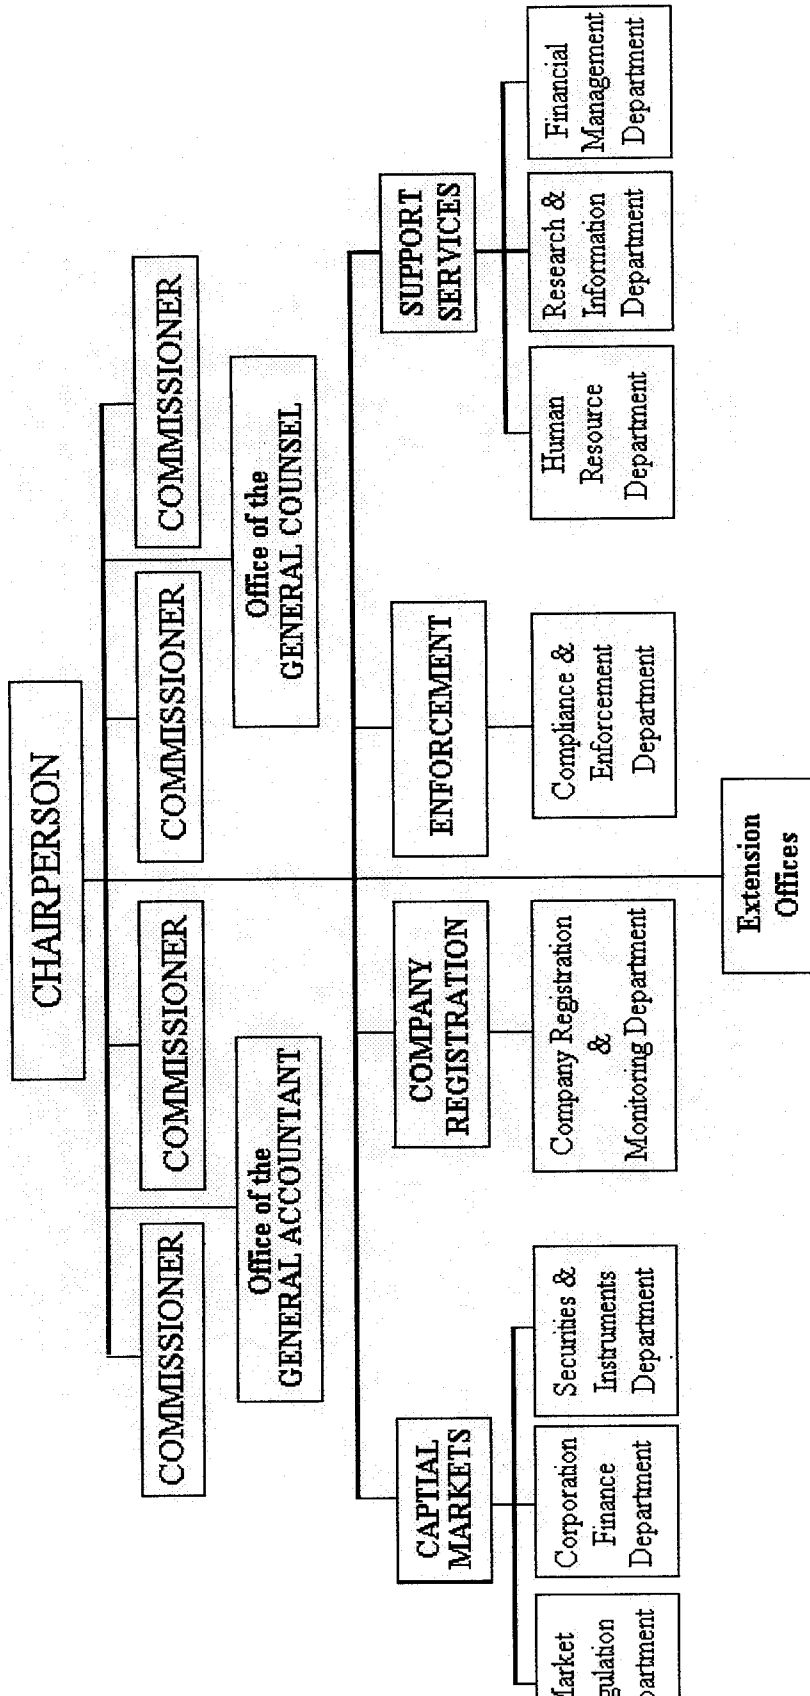 CHAIRPERSON
COMMISSIONER
COMMISSIONER
COMMISSIONER
COMMISSIONER
Office of the
GENERAL ACCOUNTANT
Office of the
GENERAL COUNSEL
CAPTIAL
MARKETS
COMPANY
REGISTRATION
ENFORCEMENT
SUPPORT
SERVICES
Market
Corporation
Finance
Department
Securities &
Instruments
Department
Company Registration
&
Monitoring Department
Compliance &
Enforcement
Department
Human
Resource
Department
Research &
Information
Department
Financial
Management
Department
Extension
Offices